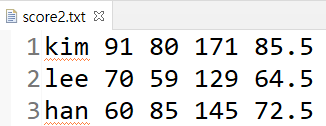 score2.txt
1 kim 91 80 171 85.5
2 lee 70 59 129 64.5
3 han 60 85 145 72.5